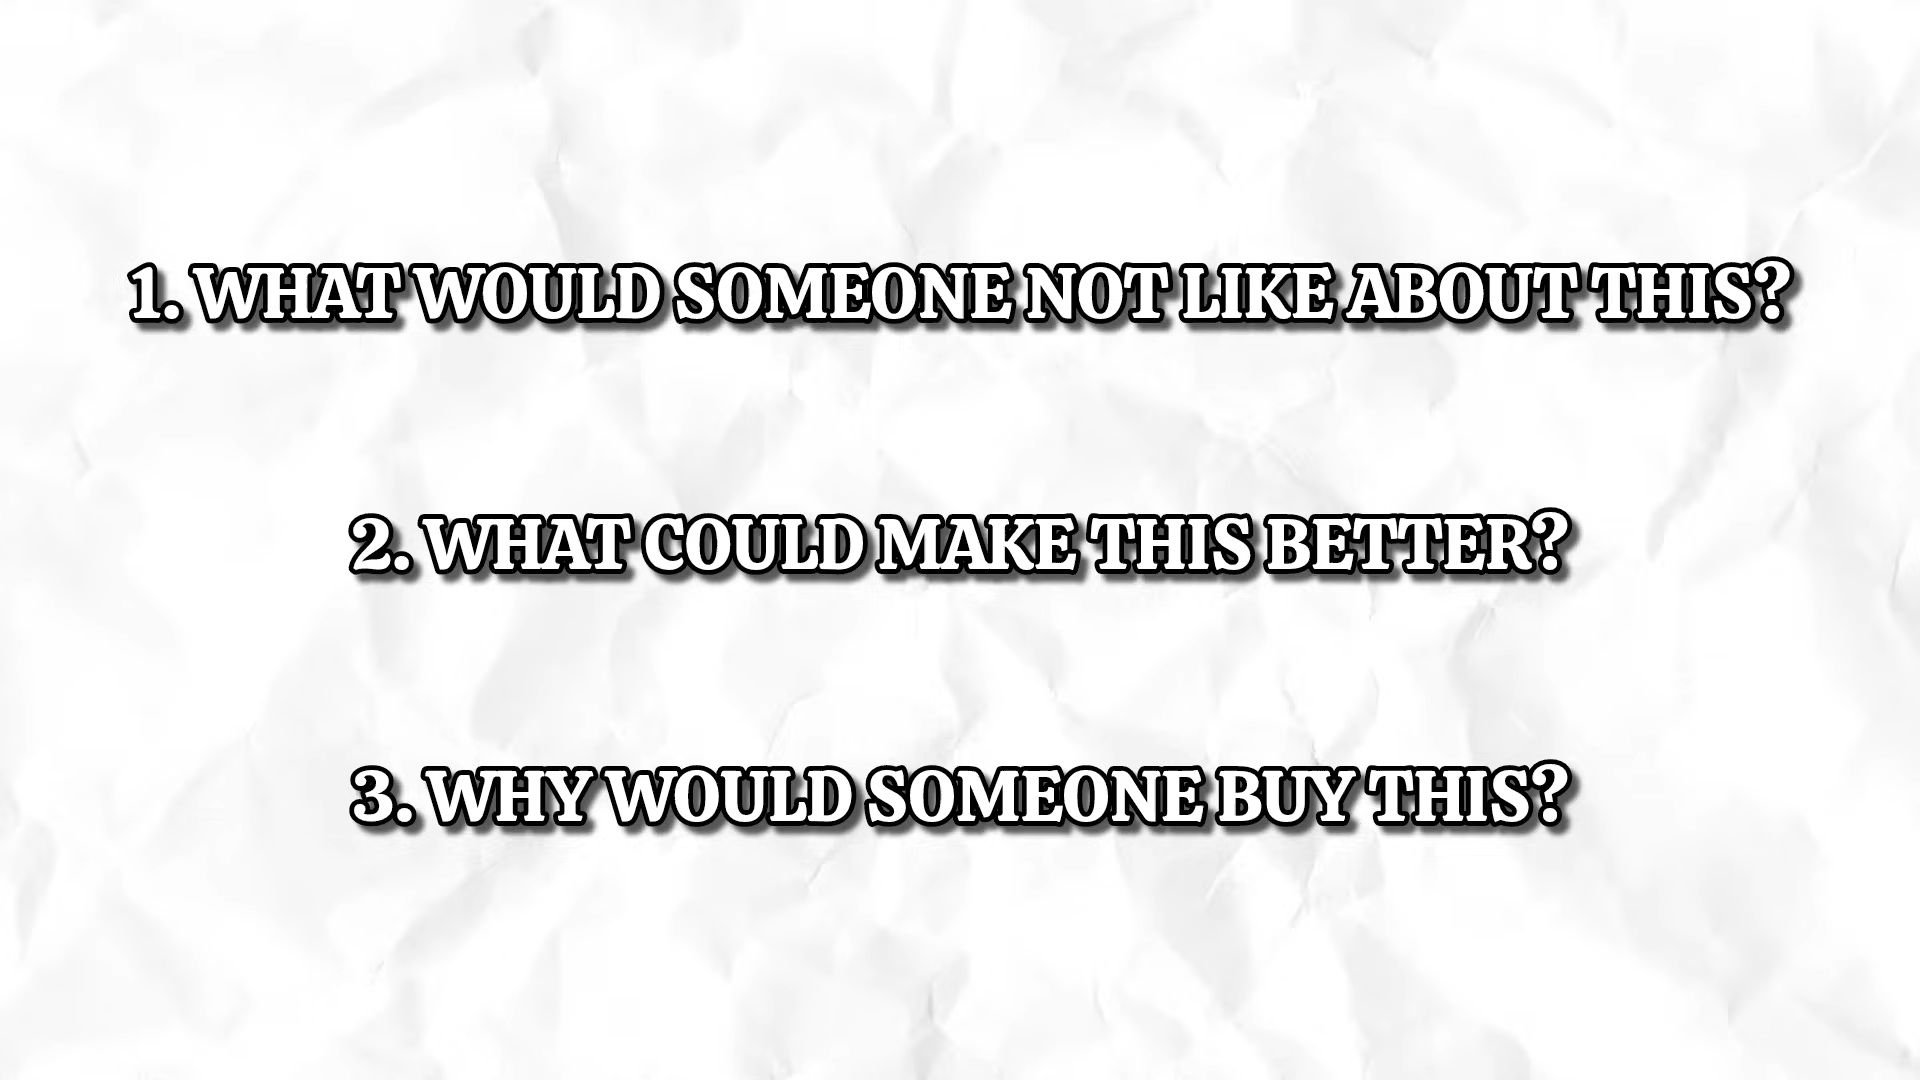 1. WHAT WOULD SOMEONE NOT LIKE ABOUT THIS?
2. WHAT COULD MAKE THIS BETTER?
3. WHY WOULD SOMEONE BUY THIS?